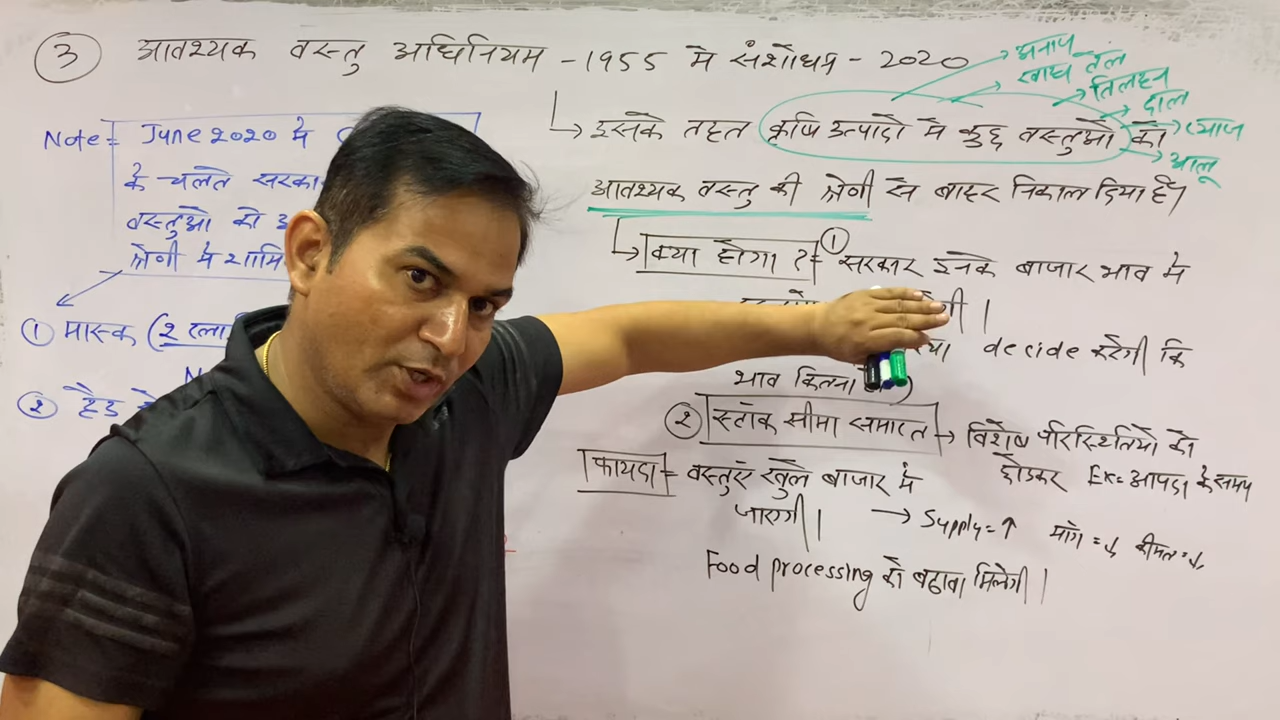 ③ आवश्यक वस्तु अधिनियम - 1955 मे संशोधन - 2020
अनाज
खाद्य तेल
तिलहन
दाल
प्याज
आलू
Note = June 2020 मे
के चलते सरका
वस्तुओ को
श्रेणी मे शामि
① मास्क (2
②
↳ इसके तहत कृषि उत्पादो मे कुछ वस्तुओ को
आवश्यक वस्तु की श्रेणी से बाहर निकाल दिया है।
↳ क्या होगा ? = ① सरकार इनके बाजार भाव मे
गी ।
decide करेगी कि
भाव कितना
② स्टॉक सीमा समाप्त → विशेष परिस्थितियो को
छोडकर Ex= आपदा के समय
फायदा - वस्तुएं खुले बाजार मे
जाएगी । → Supply = ↑ मांग = ↓ कीमत = ↓
Food processing को बढावा मिलेगी ।